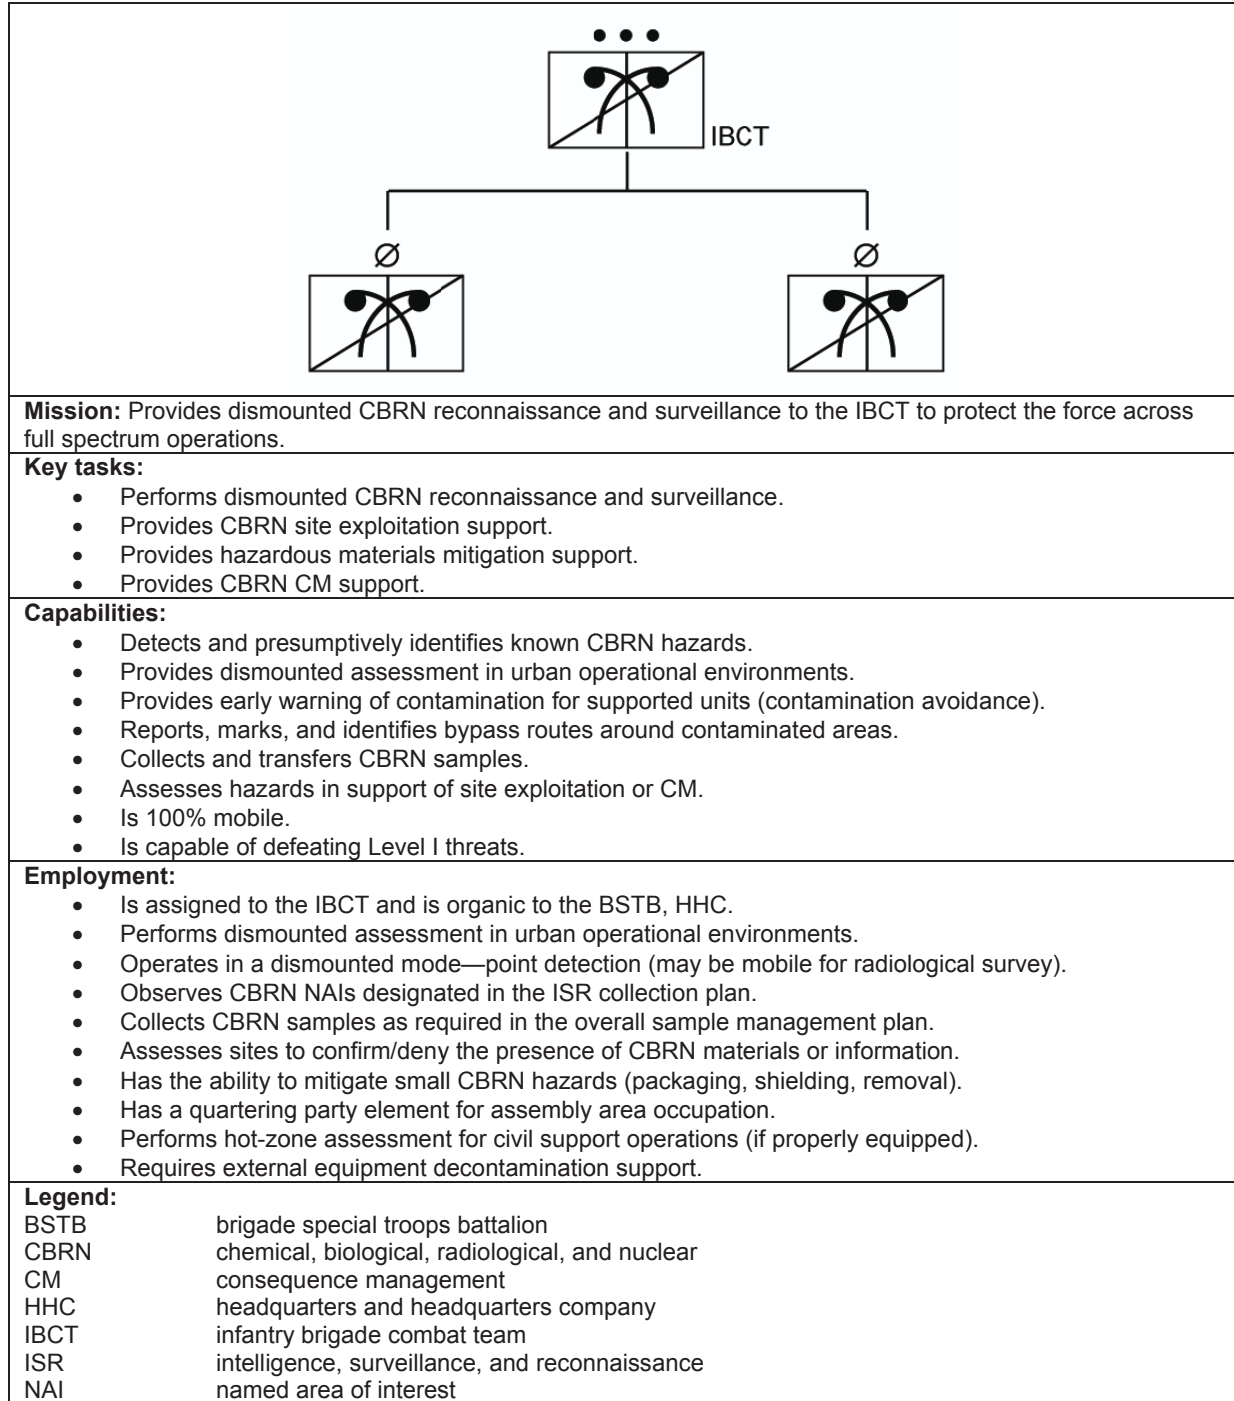 IBCT
Mission: Provides dismounted CBRN reconnaissance and surveillance to the IBCT to protect the force across
full spectrum operations.
Key tasks:
• Performs dismounted CBRN reconnaissance and surveillance.
• Provides CBRN site exploitation support.
• Provides hazardous materials mitigation support.
• Provides CBRN CM support.
Capabilities:
• Detects and presumptively identifies known CBRN hazards.
• Provides dismounted assessment in urban operational environments.
• Provides early warning of contamination for supported units (contamination avoidance).
• Reports, marks, and identifies bypass routes around contaminated areas.
• Collects and transfers CBRN samples.
• Assesses hazards in support of site exploitation or CM.
• Is 100% mobile.
• Is capable of defeating Level I threats.
Employment:
• Is assigned to the IBCT and is organic to the BSTB, HHC.
• Performs dismounted assessment in urban operational environments.
• Operates in a dismounted mode—point detection (may be mobile for radiological survey).
• Observes CBRN NAIs designated in the ISR collection plan.
• Collects CBRN samples as required in the overall sample management plan.
• Assesses sites to confirm/deny the presence of CBRN materials or information.
• Has the ability to mitigate small CBRN hazards (packaging, shielding, removal).
• Has a quartering party element for assembly area occupation.
• Performs hot-zone assessment for civil support operations (if properly equipped).
• Requires external equipment decontamination support.
Legend:
BSTB brigade special troops battalion
CBRN chemical, biological, radiological, and nuclear
CM consequence management
HHC headquarters and headquarters company
IBCT infantry brigade combat team
ISR intelligence, surveillance, and reconnaissance
NAI named area of interest